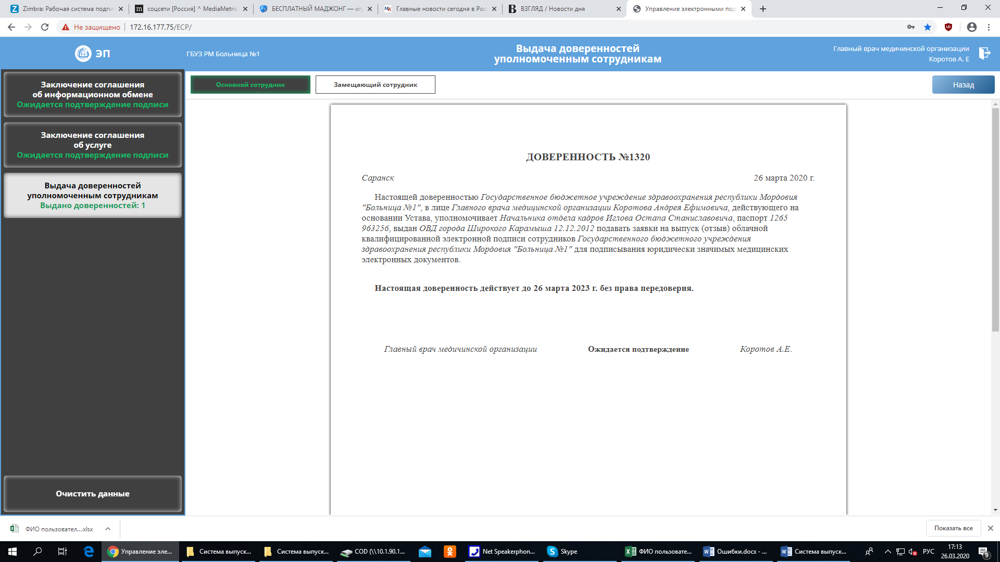 Zimbra: Рабочая система подпи
соцсети [Россия] ^ MediaMetric
БЕСПЛАТНЫЙ МАДЖОНГ — иг
Главные новости сегодня в Рос
ВЗГЛЯД / Новости дня
Управление электронными под
Не защищено
172.16.177.75/ECP/
ЭП
ГБУЗ РМ Больница №1
Выдача доверенностей
уполномоченным сотрудникам
Главный врач медичинской организации
Коротов А. Е
Заключение соглашения
об информационном обмене
Ожидается подтверждение подписи
Заключение соглашения
об услуге
Ожидается подтверждение подписи
Выдача доверенностей
уполномоченным сотрудникам
Выдано доверенностей: 1
Очистить данные
Основной сотрудник
Замещающий сотрудник
Назад
ДОВЕРЕННОСТЬ №1320
Саранск
26 марта 2020 г.
Настоящей доверенностью Государственное бюджетное учреждение здравоохранения республики Мордовия
"Больница №1", в лице Главного врача медицинской организации Коротова Андрея Ефимовича, действующего на
основании Устава, уполномочивает Начальника отдела кадров Иглова Остапа Станиславовича, паспорт 1265
963256, выдан ОВД города Широкого Карамыша 12.12.2012 подавать заявки на выпуск (отзыв) облачной
квалифицированной электронной подписи сотрудников Государственного бюджетного учреждения
здравоохранения республики Мордовия "Больница №1" для подписывания юридически значимых медицинских
электронных документов.
Настоящая доверенность действует до 26 марта 2023 г. без права передоверия.
Главный врач медичинской организации
Ожидается подтверждение
Коротов А.Е.
ФИО пользовател....xlsx
Показать все
Управление эле...
Система выпуск...
Система выпуск...
COD (\\10.1.90.1...
Net Speakerphon...
Skype
ФИО пользовате...
Ошибки.docx - ...
Система выпуск...
РУС
17:13
26.03.2020
9